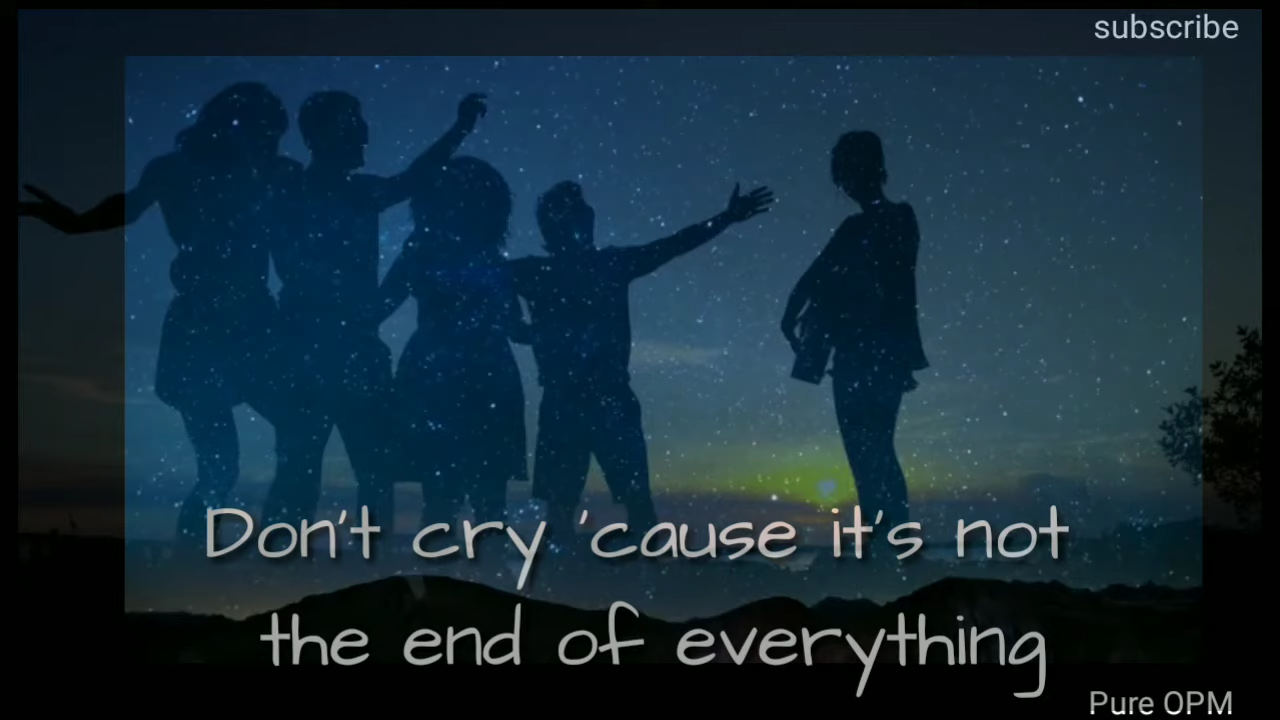 subscribe
Don't cry 'cause it's not
the end of everything
Pure OPM